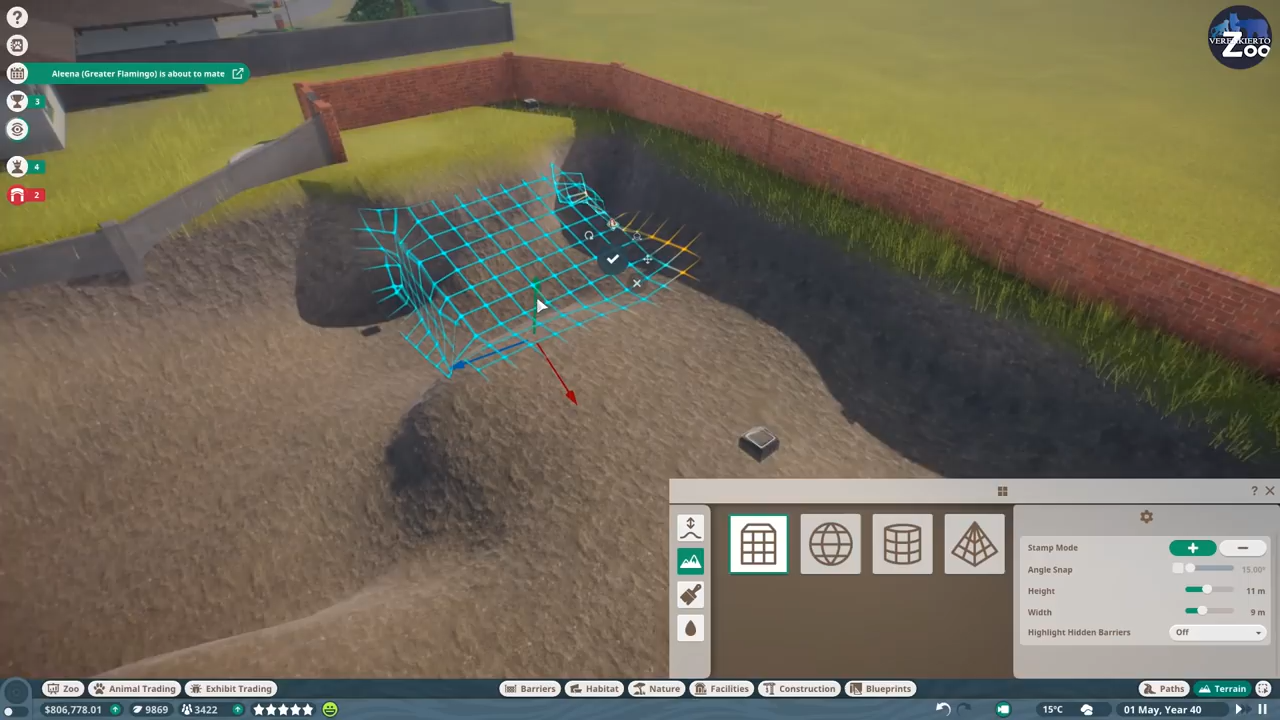 VEREKKIERTO
Zoo
?
Aleena (Greater Flamingo) is about to mate
3
4
2
? ×
Stamp Mode + −
Angle Snap 15.00°
Height 11 m
Width 9 m
Highlight Hidden Barriers Off
Zoo Animal Trading Exhibit Trading Barriers Habitat Nature Facilities Construction Blueprints Paths Terrain
$806,778.01 9869 3422 15°C 01 May, Year 40